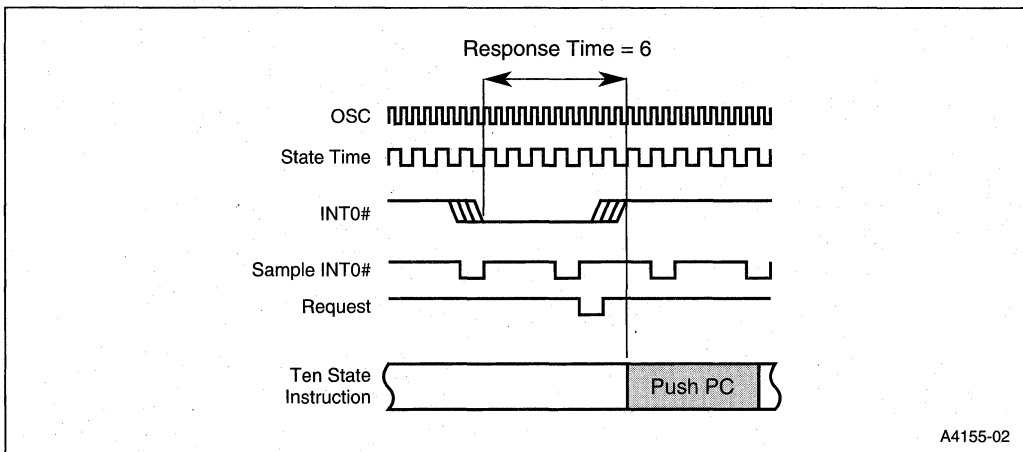 Response Time = 6
OSC
State Time
INT0#
Sample INT0#
Request
Ten State
Instruction
Push PC
A4155-02